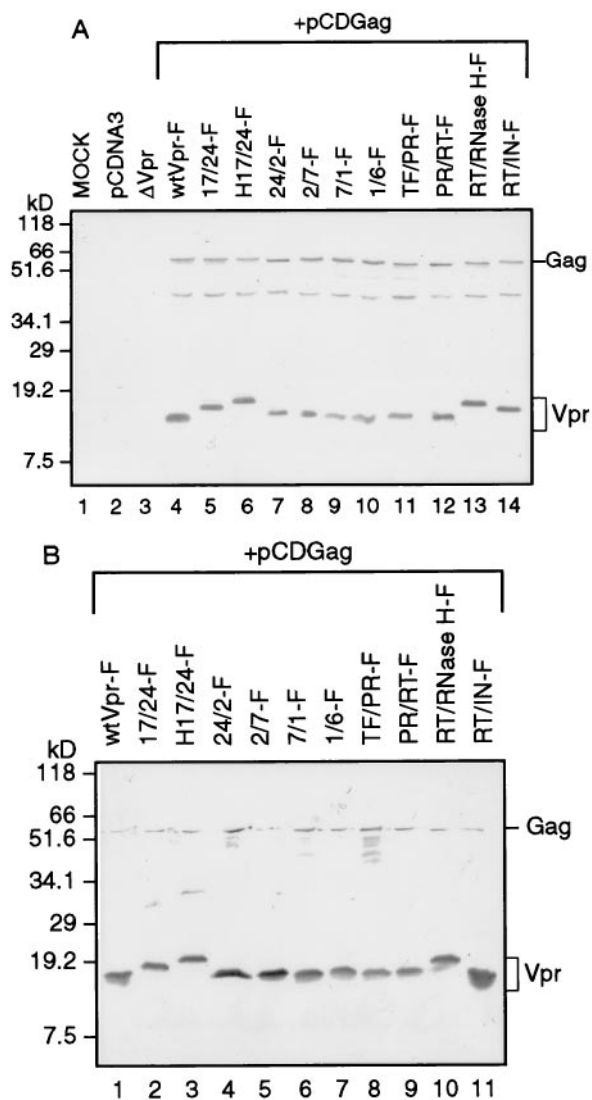 A
+pCDGag
MOCK
pCDNA3
ΔVpr
wtVpr-F
17/24-F
H17/24-F
24/2-F
2/7-F
7/1-F
1/6-F
TF/PR-F
PR/RT-F
RT/RNase H-F
RT/IN-F
kD
118
66
51.6
34.1
29
19.2
7.5
Gag
Vpr
1 2 3 4 5 6 7 8 9 10 11 12 13 14
B
+pCDGag
wtVpr-F
17/24-F
H17/24-F
24/2-F
2/7-F
7/1-F
1/6-F
TF/PR-F
PR/RT-F
RT/RNase H-F
RT/IN-F
kD
118
66
51.6
34.1
29
19.2
7.5
Gag
Vpr
1 2 3 4 5 6 7 8 9 10 11